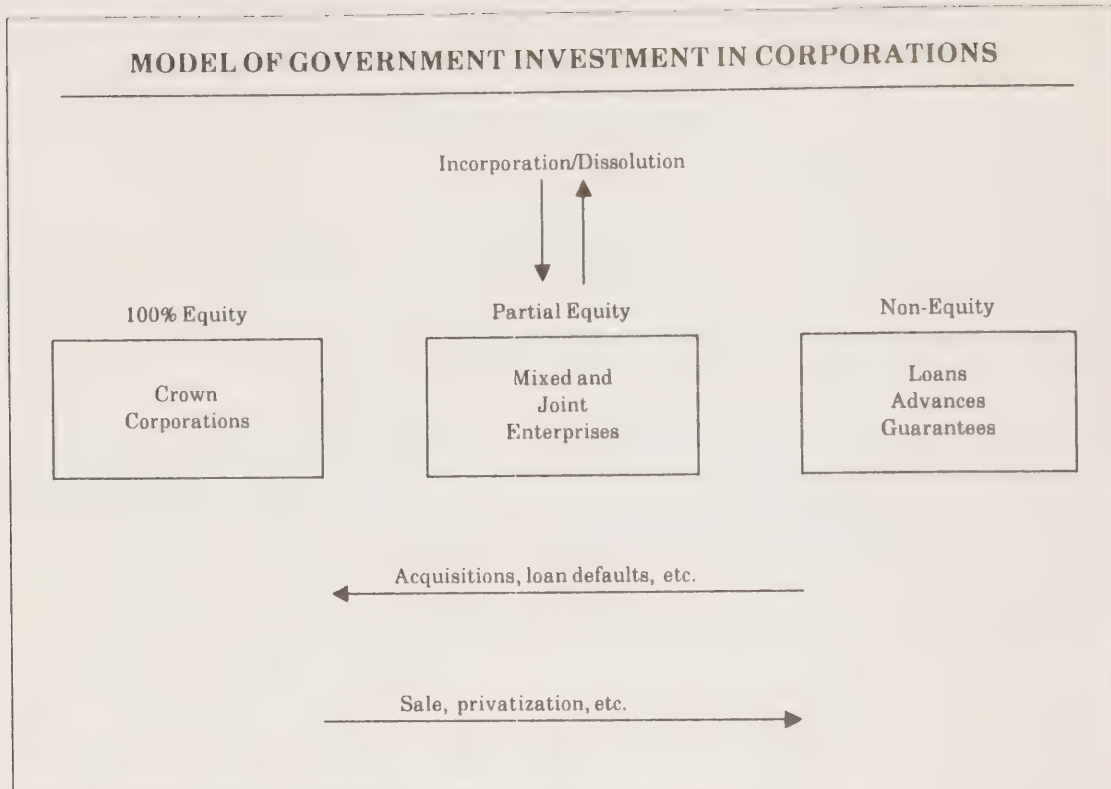 MODEL OF GOVERNMENT INVESTMENT IN CORPORATIONS
Incorporation/Dissolution
100% Equity
Partial Equity
Non-Equity
Crown
Corporations
Mixed and
Joint
Enterprises
Loans
Advances
Guarantees
Acquisitions, loan defaults, etc.
Sale, privatization, etc.